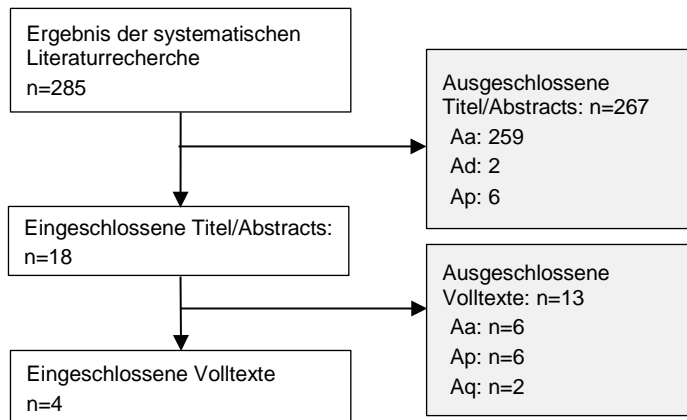 Ergebnis der systematischen
Literaturrecherche
n=285
Ausgeschlossene
Titel/Abstracts: n=267
Aa: 259
Ad: 2
Ap: 6
Eingeschlossene Titel/Abstracts:
n=18
Ausgeschlossene
Volltexte: n=13
Aa: n=6
Ap: n=6
Aq: n=2
Eingeschlossene Volltexte
n=4